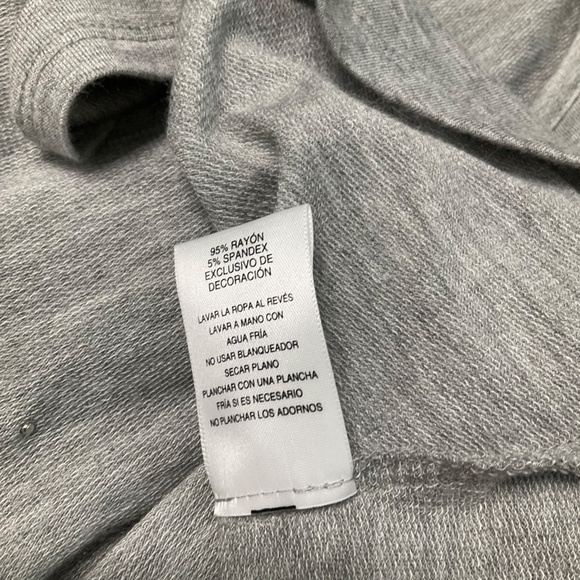 95% RAYÓN
5% SPANDEX
EXCLUSIVO DE
DECORACIÓN
LAVAR LA ROPA AL REVÉS
LAVAR A MANO CON
AGUA FRÍA
NO USAR BLANQUEADOR
SECAR PLANO
PLANCHAR CON UNA PLANCHA
FRÍA SI ES NECESARIO
NO PLANCHAR LOS ADORNOS